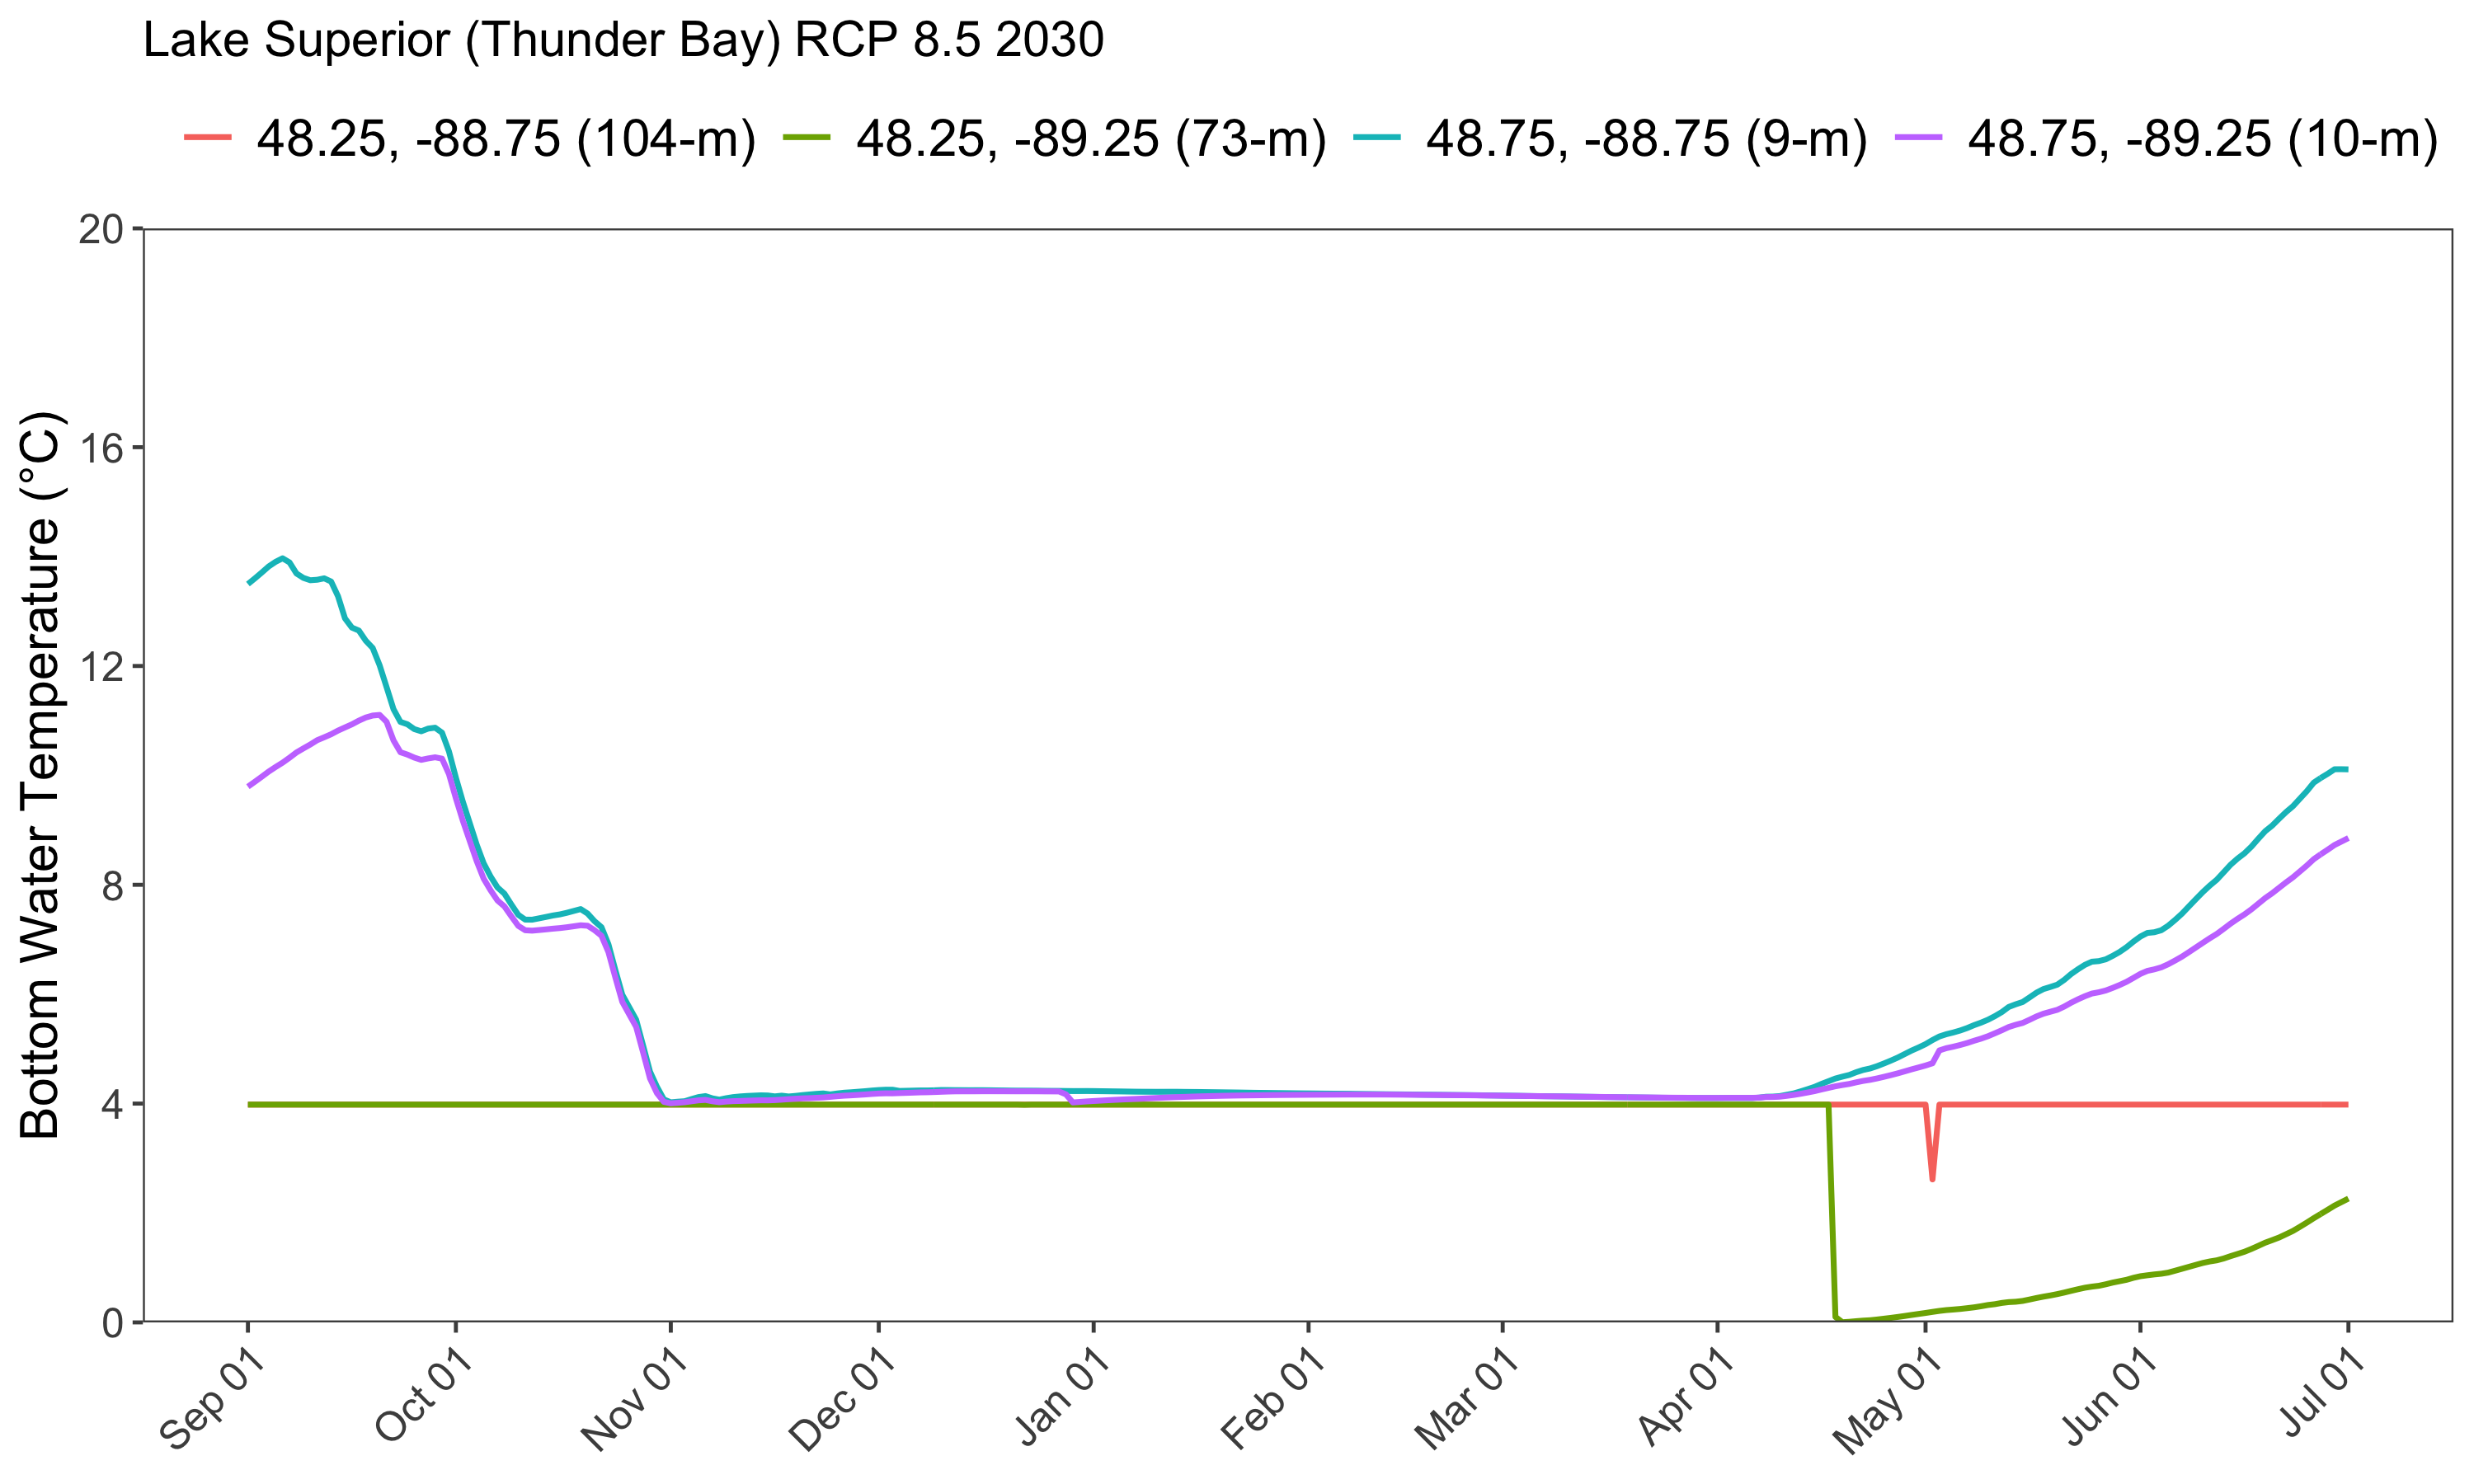 Lake Superior (Thunder Bay) RCP 8.5 2030
48.25, -88.75 (104-m) 48.25, -89.25 (73-m) 48.75, -88.75 (9-m) 48.75, -89.25 (10-m)
Bottom Water Temperature (°C)
20
16
12
8
4
0
Sep 01 Oct 01 Nov 01 Dec 01 Jan 01 Feb 01 Mar 01 Apr 01 May 01 Jun 01 Jul 01